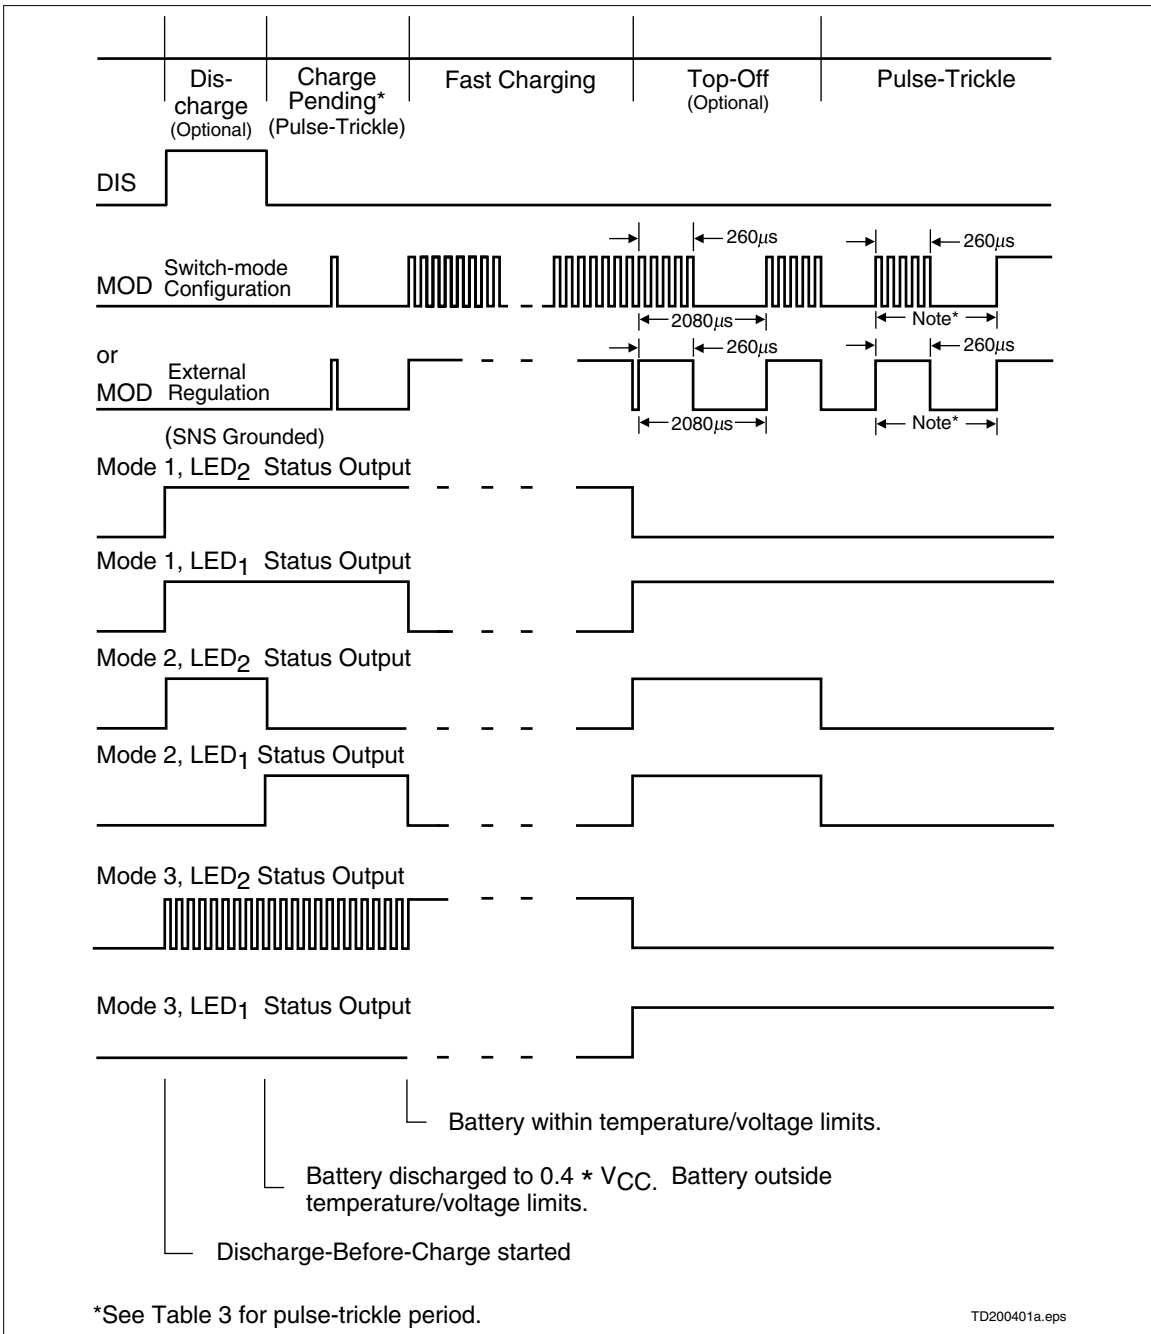 Dis-
charge
(Optional)
Charge
Pending*
(Pulse-Trickle)
Fast Charging
Top-Off
(Optional)
Pulse-Trickle
DIS
260µs
260µs
MOD Switch-mode
Configuration
2080µs
Note*
or
MOD External
Regulation
260µs
260µs
2080µs
Note*
(SNS Grounded)
Mode 1, LED2 Status Output
Mode 1, LED1 Status Output
Mode 2, LED2 Status Output
Mode 2, LED1 Status Output
Mode 3, LED2 Status Output
Mode 3, LED1 Status Output
Battery within temperature/voltage limits.
Battery discharged to 0.4 * VCC. Battery outside
temperature/voltage limits.
Discharge-Before-Charge started
*See Table 3 for pulse-trickle period.
TD200401a.eps